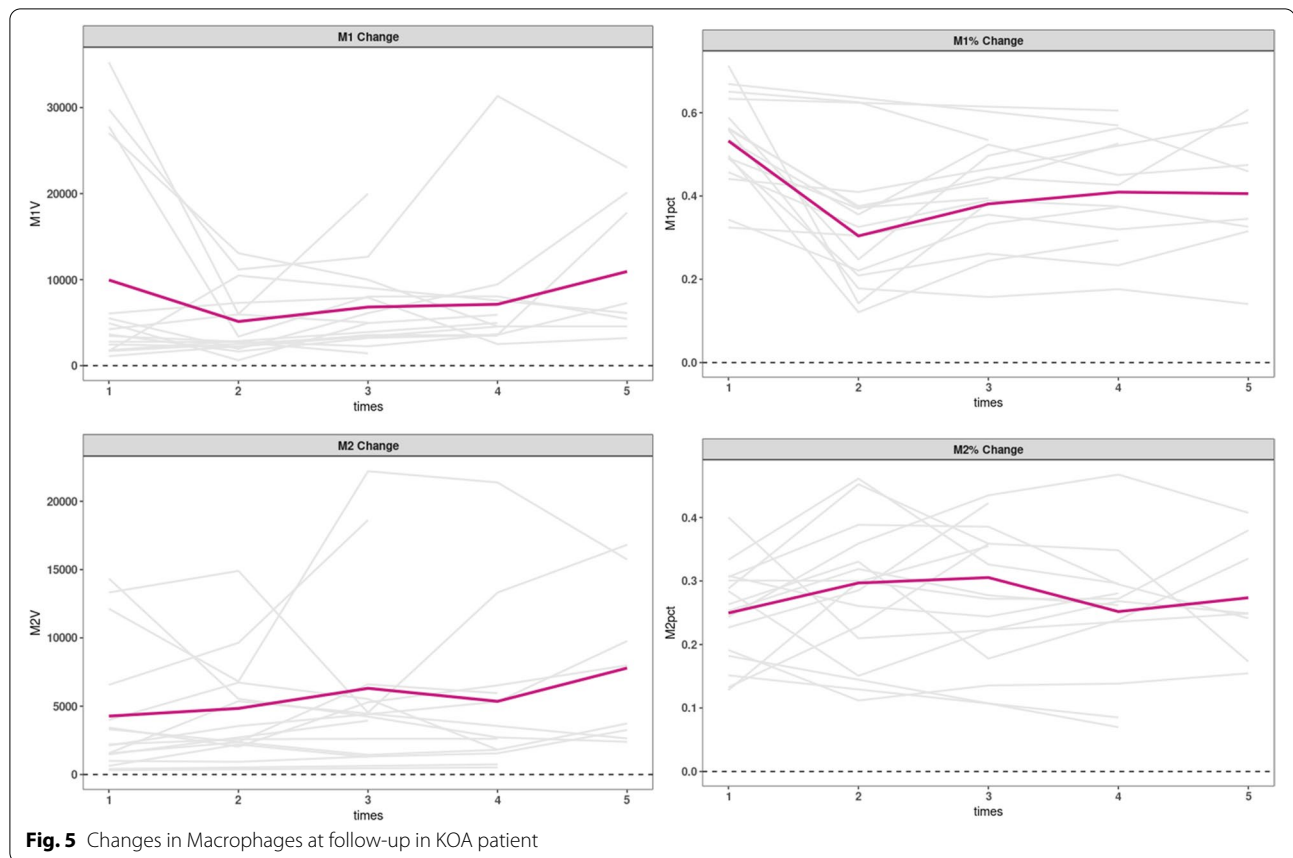 M1 Change
M1V
30000
20000
10000
0
1 2 3 4 5
times
M1% Change
M1pct
0.6
0.4
0.2
0.0
1 2 3 4 5
times
M2 Change
M2V
20000
15000
10000
5000
0
1 2 3 4 5
times
M2% Change
M2pct
0.4
0.3
0.2
0.1
0.0
1 2 3 4 5
times
Fig. 5 Changes in Macrophages at follow-up in KOA patient